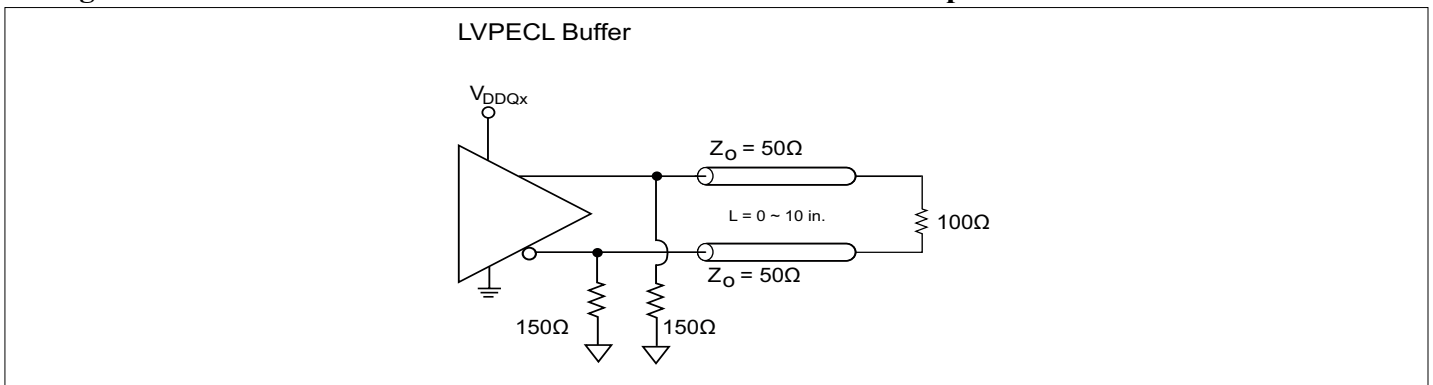 LVPECL Buffer
VDDQx
ZO = 50Ω
L = 0 ~ 10 in.
100Ω
ZO = 50Ω
150Ω
150Ω